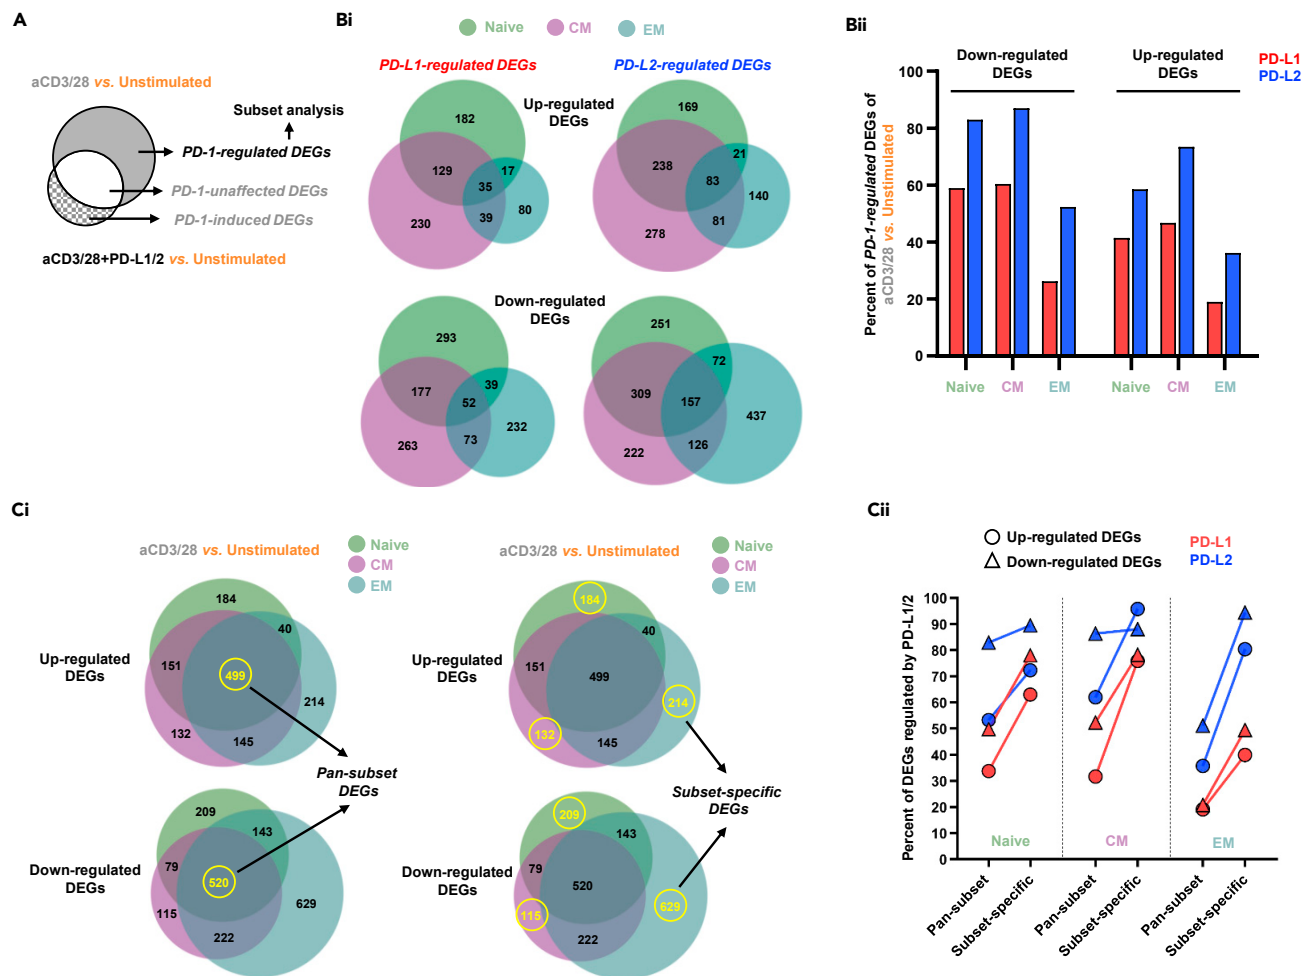 A
aCD3/28 vs. Unstimulated
Subset analysis
PD-1-regulated DEGs
PD-1-unaffected DEGs
PD-1-induced DEGs
aCD3/28+PD-L1/2 vs. Unstimulated
Bi
Naive
CM
EM
PD-L1-regulated DEGs
PD-L2-regulated DEGs
Up-regulated
DEGs
182
129
17
35
230
39
80
169
238
21
83
140
278
81
Down-regulated
DEGs
293
177
39
52
263
73
232
251
309
72
157
437
222
126
Bii
Down-regulated
DEGs
Up-regulated
DEGs
PD-L1
PD-L2
Percent of PD-1-regulated DEGs of
aCD3/28 vs. Unstimulated
100
80
60
40
20
0
Naive
CM
EM
Naive
CM
EM
Ci
aCD3/28 vs. Unstimulated
Naive
CM
EM
Up-regulated
DEGs
184
40
151
499
214
132
145
Pan-subset
DEGs
Down-regulated
DEGs
209
143
79
520
629
115
222
aCD3/28 vs. Unstimulated
Naive
CM
EM
Up-regulated
DEGs
184
40
151
499
214
132
145
Subset-specific
DEGs
Down-regulated
DEGs
209
143
79
520
629
115
222
Cii
Up-regulated DEGs
Down-regulated DEGs
PD-L1
PD-L2
Percent of DEGs regulated by PD-L1/2
100
90
80
70
60
50
40
30
20
10
0
Naive
CM
EM
Pan-subset
Subset-specific
Pan-subset
Subset-specific
Pan-subset
Subset-specific